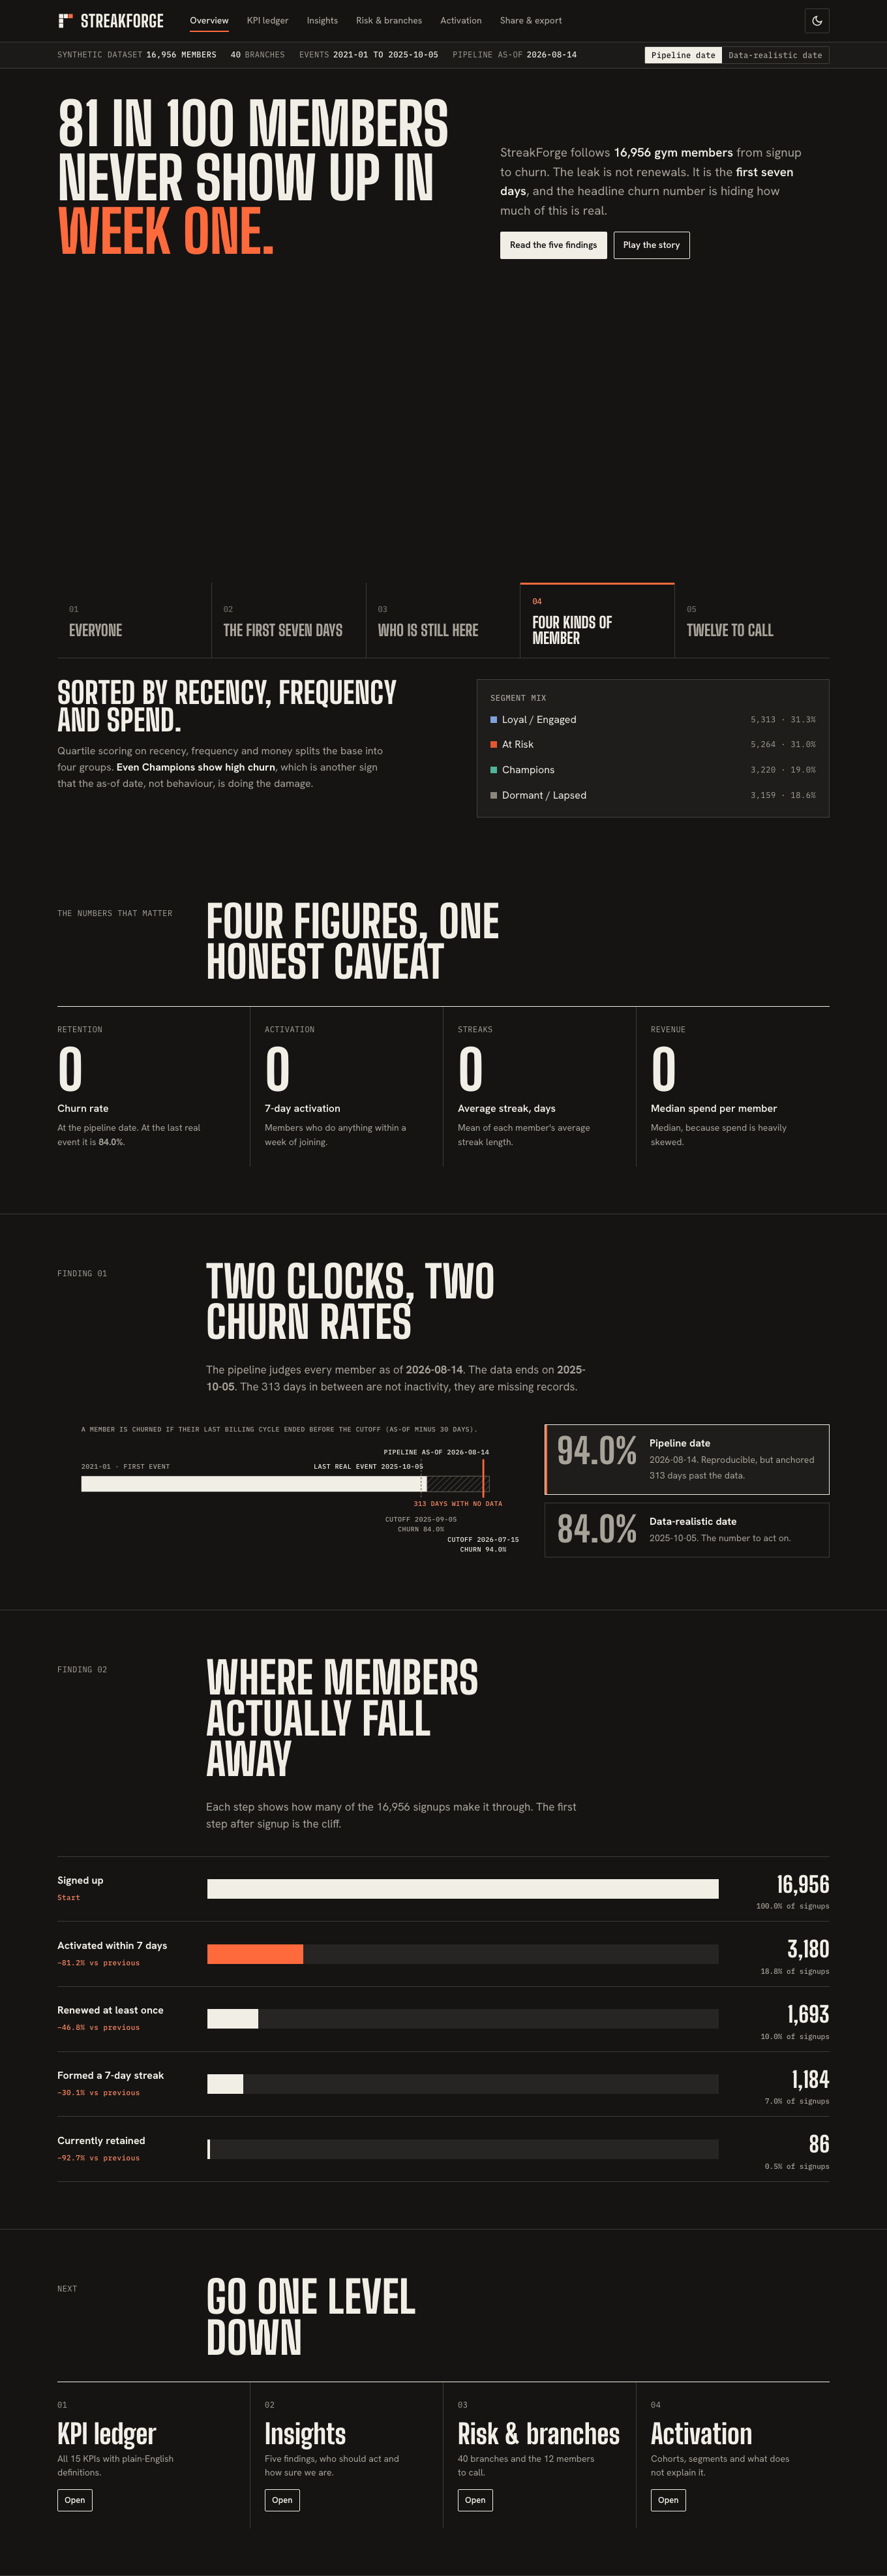 STREAKFORGE
Overview KPI ledger Insights Risk & branches Activation Share & export
SYNTHETIC DATASET 16,956 MEMBERS 40 BRANCHES EVENTS 2021-01 TO 2025-10-05 PIPELINE AS-OF 2026-08-14 Pipeline date Data-realistic date
81 IN 100 MEMBERS
NEVER SHOW UP IN
WEEK ONE.
StreakForge follows 16,956 gym members from signup
to churn. The leak is not renewals. It is the first seven
days, and the headline churn number is hiding how
much of this is real.
Read the five findings Play the story
01
EVERYONE
02
THE FIRST SEVEN DAYS
03
WHO IS STILL HERE
04
FOUR KINDS OF
MEMBER
05
TWELVE TO CALL
SORTED BY RECENCY, FREQUENCY
AND SPEND.
Quartile scoring on recency, frequency and money splits the base into
four groups. Even Champions show high churn, which is another sign
that the as-of date, not behaviour, is doing the damage.
SEGMENT MIX
Loyal / Engaged 5,313 · 31.3%
At Risk 5,264 · 31.0%
Champions 3,220 · 19.0%
Dormant / Lapsed 3,159 · 18.6%
THE NUMBERS THAT MATTER
FOUR FIGURES, ONE
HONEST CAVEAT
RETENTION
0
Churn rate
At the pipeline date. At the last real
event it is 84.0%.
ACTIVATION
0
7-day activation
Members who do anything within a
week of joining.
STREAKS
0
Average streak, days
Mean of each member's average
streak length.
REVENUE
0
Median spend per member
Median, because spend is heavily
skewed.
FINDING 01
TWO CLOCKS, TWO
CHURN RATES
The pipeline judges every member as of 2026-08-14. The data ends on 2025-
10-05. The 313 days in between are not inactivity, they are missing records.
A MEMBER IS CHURNED IF THEIR LAST BILLING CYCLE ENDED BEFORE THE CUTOFF (AS-OF MINUS 30 DAYS).
PIPELINE AS-OF 2026-08-14
2021-01 · FIRST EVENT LAST REAL EVENT 2025-10-05
313 DAYS WITH NO DATA
CUTOFF 2025-09-05
CHURN 84.0%
CUTOFF 2026-07-15
CHURN 94.0%
94.0%
Pipeline date
2026-08-14. Reproducible, but anchored
313 days past the data.
84.0%
Data-realistic date
2025-10-05. The number to act on.
FINDING 02
WHERE MEMBERS
ACTUALLY FALL
AWAY
Each step shows how many of the 16,956 signups make it through. The first
step after signup is the cliff.
Signed up
Start
16,956
100.0% of signups
Activated within 7 days
−81.2% vs previous
3,180
18.8% of signups
Renewed at least once
−46.8% vs previous
1,693
10.0% of signups
Formed a 7-day streak
−30.1% vs previous
1,184
7.0% of signups
Currently retained
−92.7% vs previous
86
0.5% of signups
NEXT
GO ONE LEVEL
DOWN
01
KPI ledger
All 15 KPIs with plain-English
definitions.
Open
02
Insights
Five findings, who should act and
how sure we are.
Open
03
Risk & branches
40 branches and the 12 members
to call.
Open
04
Activation
Cohorts, segments and what does
not explain it.
Open